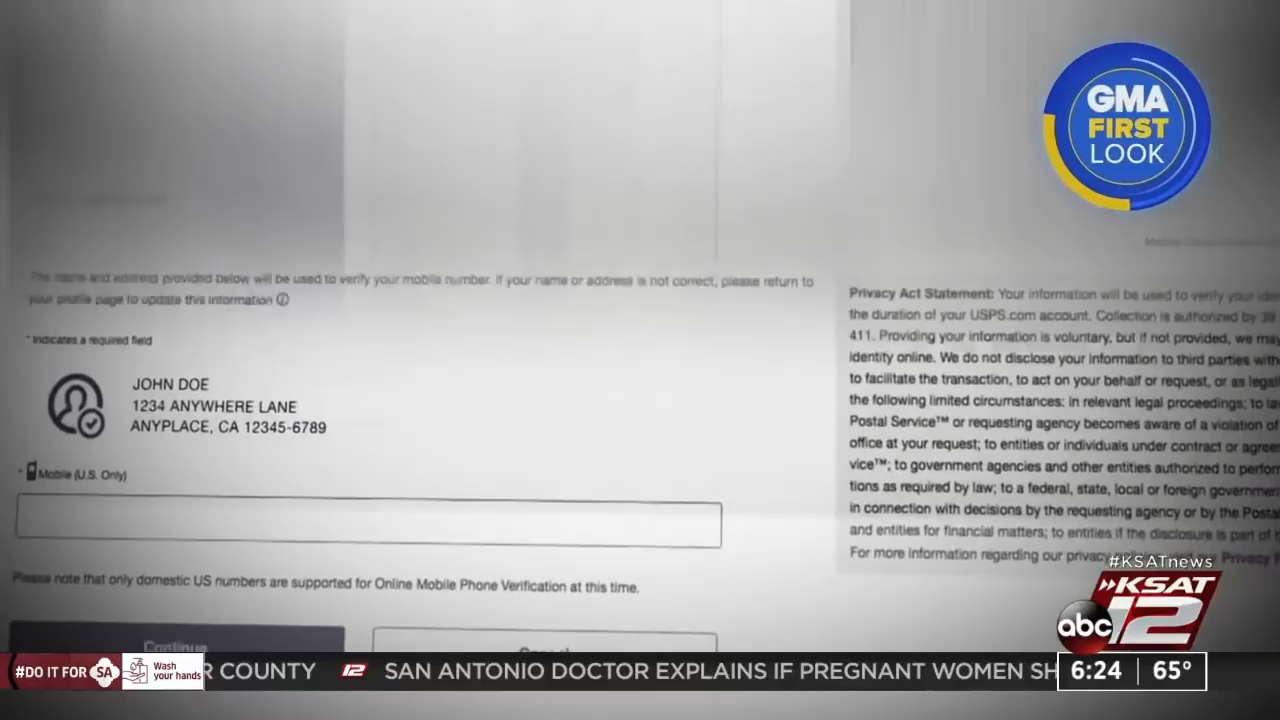 GMA
FIRST
LOOK
The name and address provided below will be used to verify your mobile number. If your name or address is not correct, please return to
your profile page to update this information
* Indicates a required field
JOHN DOE
1234 ANYWHERE LANE
ANYPLACE, CA 12345-6789
* Mobile (U.S. Only)
Please note that only domestic US numbers are supported for Online Mobile Phone Verification at this time.
Continue
Cancel
Privacy Act Statement: Your information will be used to verify your
the duration of your USPS.com account. Collection is authorized by 39
411. Providing your information is voluntary, but if not provided, we may
identity online. We do not disclose your information to third parties
to facilitate the transaction, to act on your behalf or request, or as
the following limited circumstances: in relevant legal proceedings; to
Postal Service™ or requesting agency becomes aware of a violation of
office at your request; to entities or individuals under contract or
vice™; to government agencies and other entities authorized to
tions as required by law; to a federal, state, local or foreign
in connection with decisions by the requesting agency or by the
and entities for financial matters; to entities if the disclosure is part of
For more information regarding our Privacy
#KSATnews
KSAT
abc 12
#DO IT FOR SA
Wash
your hands
R COUNTY 12 SAN ANTONIO DOCTOR EXPLAINS IF PREGNANT WOMEN SH
6:24 65°